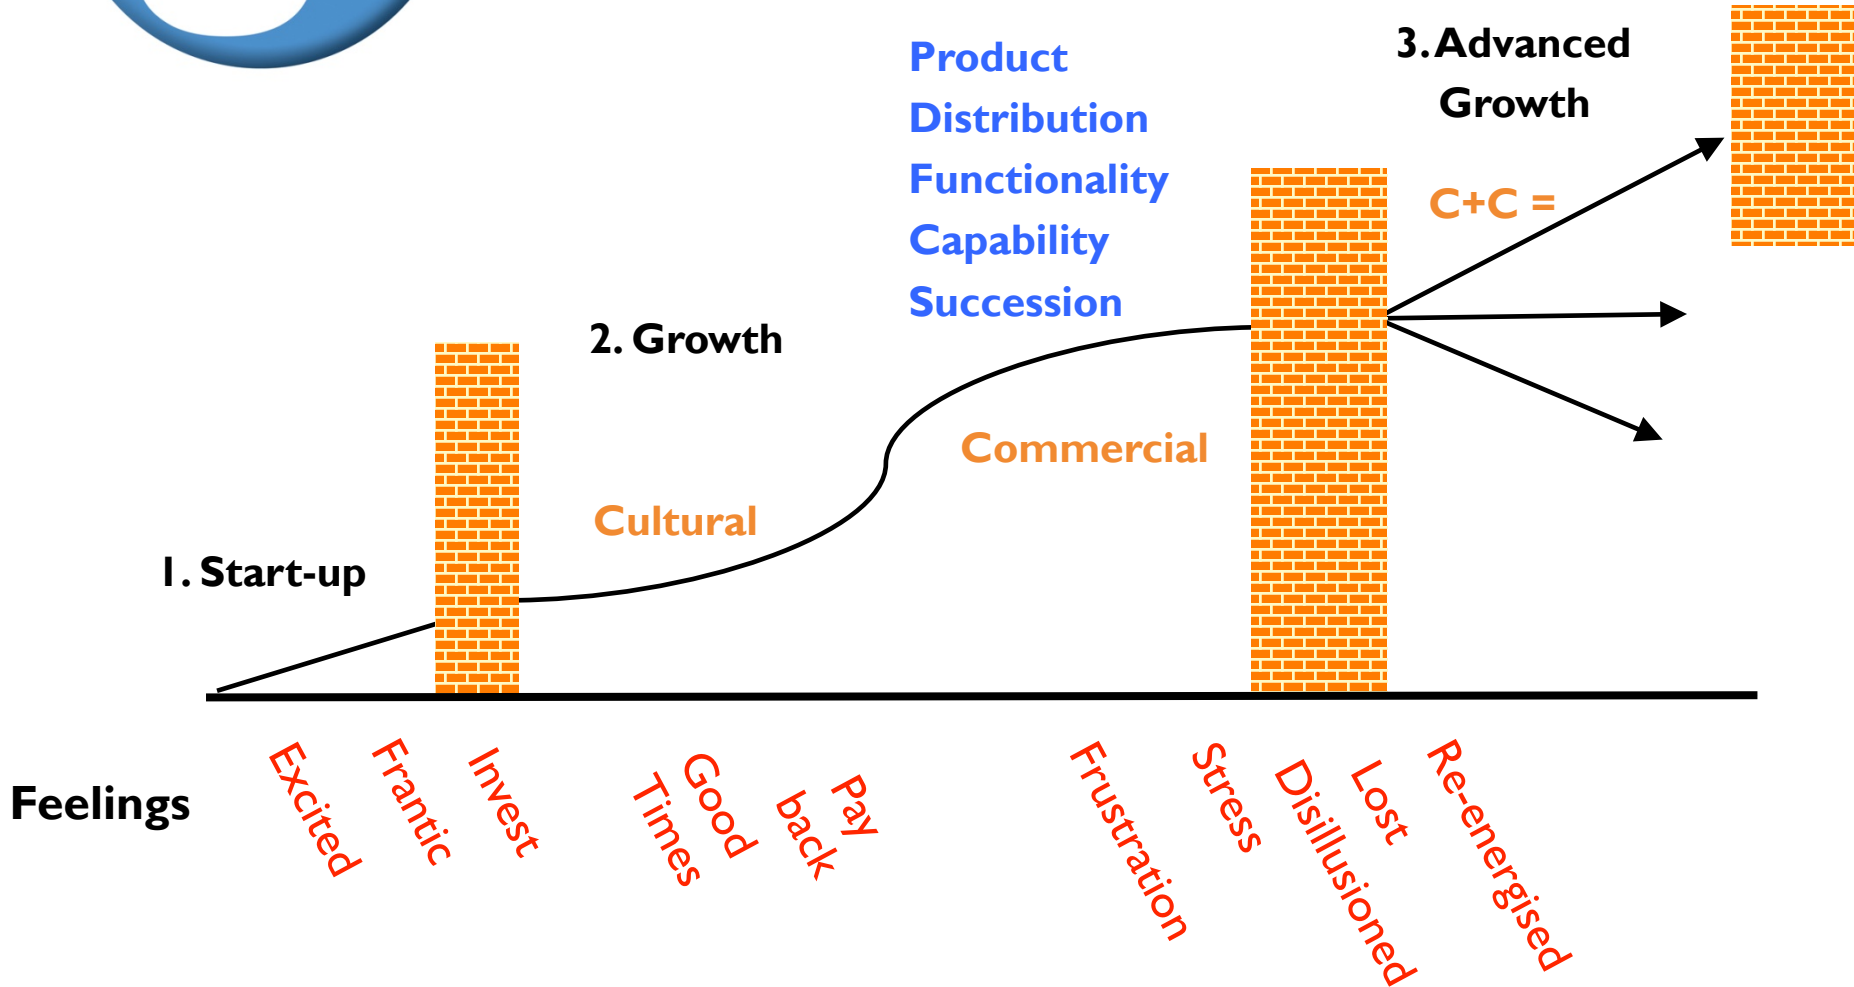 Product
Distribution
Functionality
Capability
Succession
3. Advanced
Growth
C+C =
2. Growth
Commercial
Cultural
1. Start-up
Feelings
Excited
Frantic
Invest
Good
Times
Pay
back
Frustration
Stress
Disillusioned
Lost
Re-energised